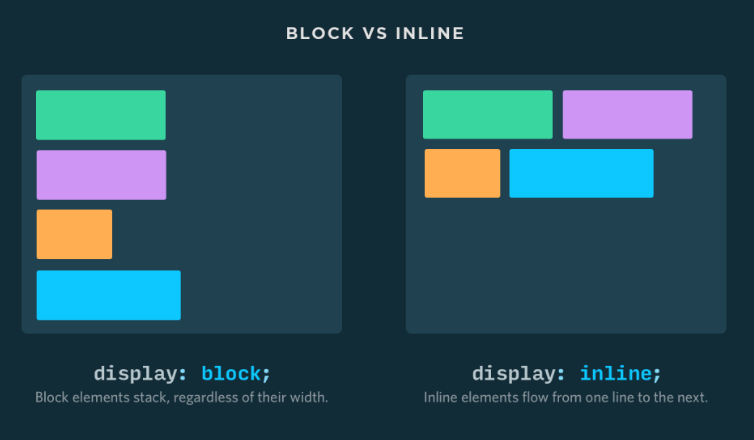 BLOCK VS INLINE
display: block;
Block elements stack, regardless of their width.
display: inline;
Inline elements flow from one line to the next.